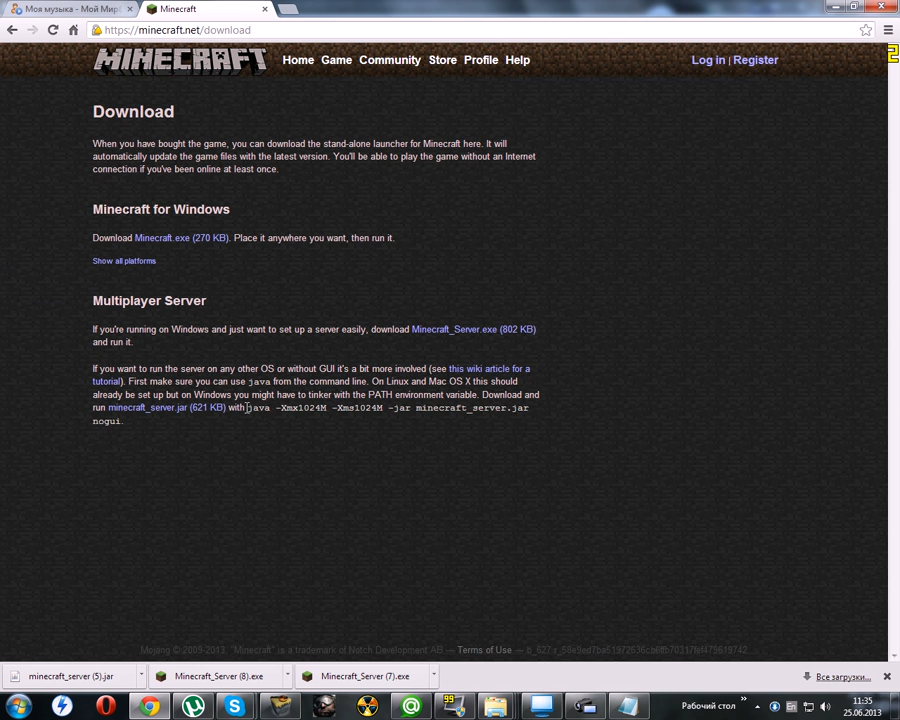 Моя музыка - Мой Мир
Minecraft
https://minecraft.net/download
MINECRAFT
Home Game Community Store Profile Help
Log in | Register
2
Download
When you have bought the game, you can download the stand-alone launcher for Minecraft here. It will
automatically update the game files with the latest version. You'll be able to play the game without an Internet
connection if you've been online at least once.
Minecraft for Windows
Download Minecraft.exe (270 KB). Place it anywhere you want, then run it.
Show all platforms
Multiplayer Server
If you're running on Windows and just want to set up a server easily, download Minecraft_Server.exe (802 KB)
and run it.
If you want to run the server on any other OS or without GUI it's a bit more involved (see this wiki article for a
tutorial). First make sure you can use java from the command line. On Linux and Mac OS X this should
already be set up but on Windows you might have to tinker with the PATH environment variable. Download and
run minecraft_server.jar (621 KB) with java -Xmx1024M -Xms1024M -jar minecraft_server.jar
nogui.
Mojang © 2009-2013. "Minecraft" is a trademark of Notch Development AB — Terms of Use —
minecraft_server (5).jar
Minecraft_Server (8).exe
Minecraft_Server (7).exe
Все загрузки...
99
Рабочий стол
En
11:35
25.06.2013